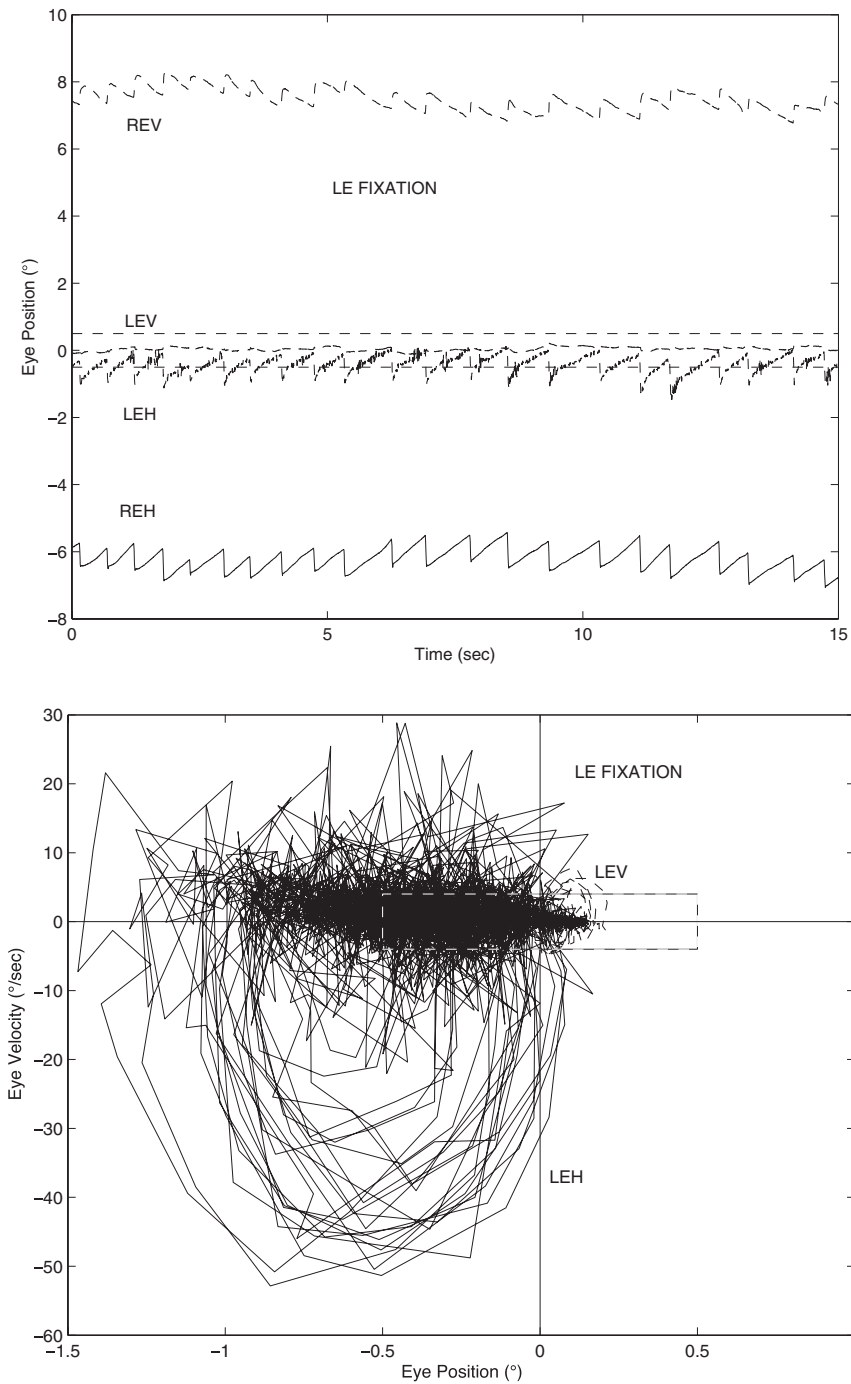 10
8
REV
6
LE FIXATION
4
2
LEV
0
−2
LEH
−4
REH
−6
−8
0
5
10
15
Eye Position (°)
Time (sec)
30
LE FIXATION
20
10
LEV
0
−10
−20
−30
LEH
−40
−50
−60
−1.5
−1
−0.5
0
0.5
Eye Velocity (°/sec)
Eye Position (°)